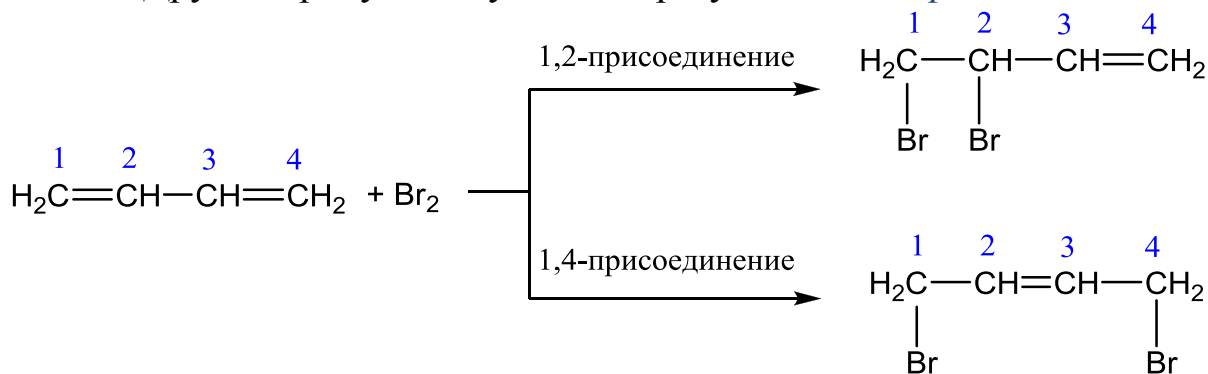 1 2 3 4
1,2-присоединение
H₂C—CH—CH=CH₂
Br Br
1 2 3 4
H₂C=CH—CH=CH₂ + Br₂
1 2 3 4
1,4-присоединение
H₂C—CH=CH—CH₂
Br Br